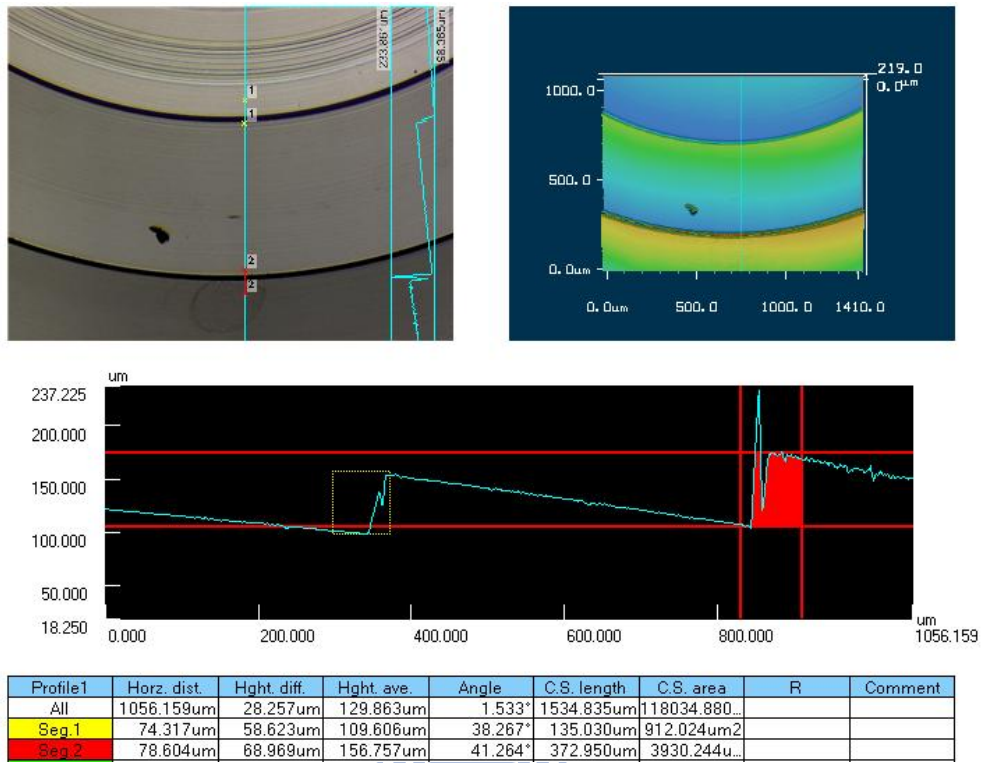 233.861um
98.365um
1
1
2
2
219.0
0.0um
1000.0
500.0
0.0um
0.0um 500.0 1000.0 1410.0
um
237.225
200.000
150.000
100.000
50.000
18.250
0.000 200.000 400.000 600.000 800.000 1056.159
um
Profile1 Horz. dist. Hght. diff. Hght. ave. Angle C.S. length C.S. area R Comment
All 1056.159um 28.257um 129.863um 1.533° 1534.835um 118034.880...
Seg.1 74.317um 58.623um 109.606um 38.267° 135.030um 912.024um2
Seg.2 78.604um 68.969um 156.757um 41.264° 372.950um 3930.244u...